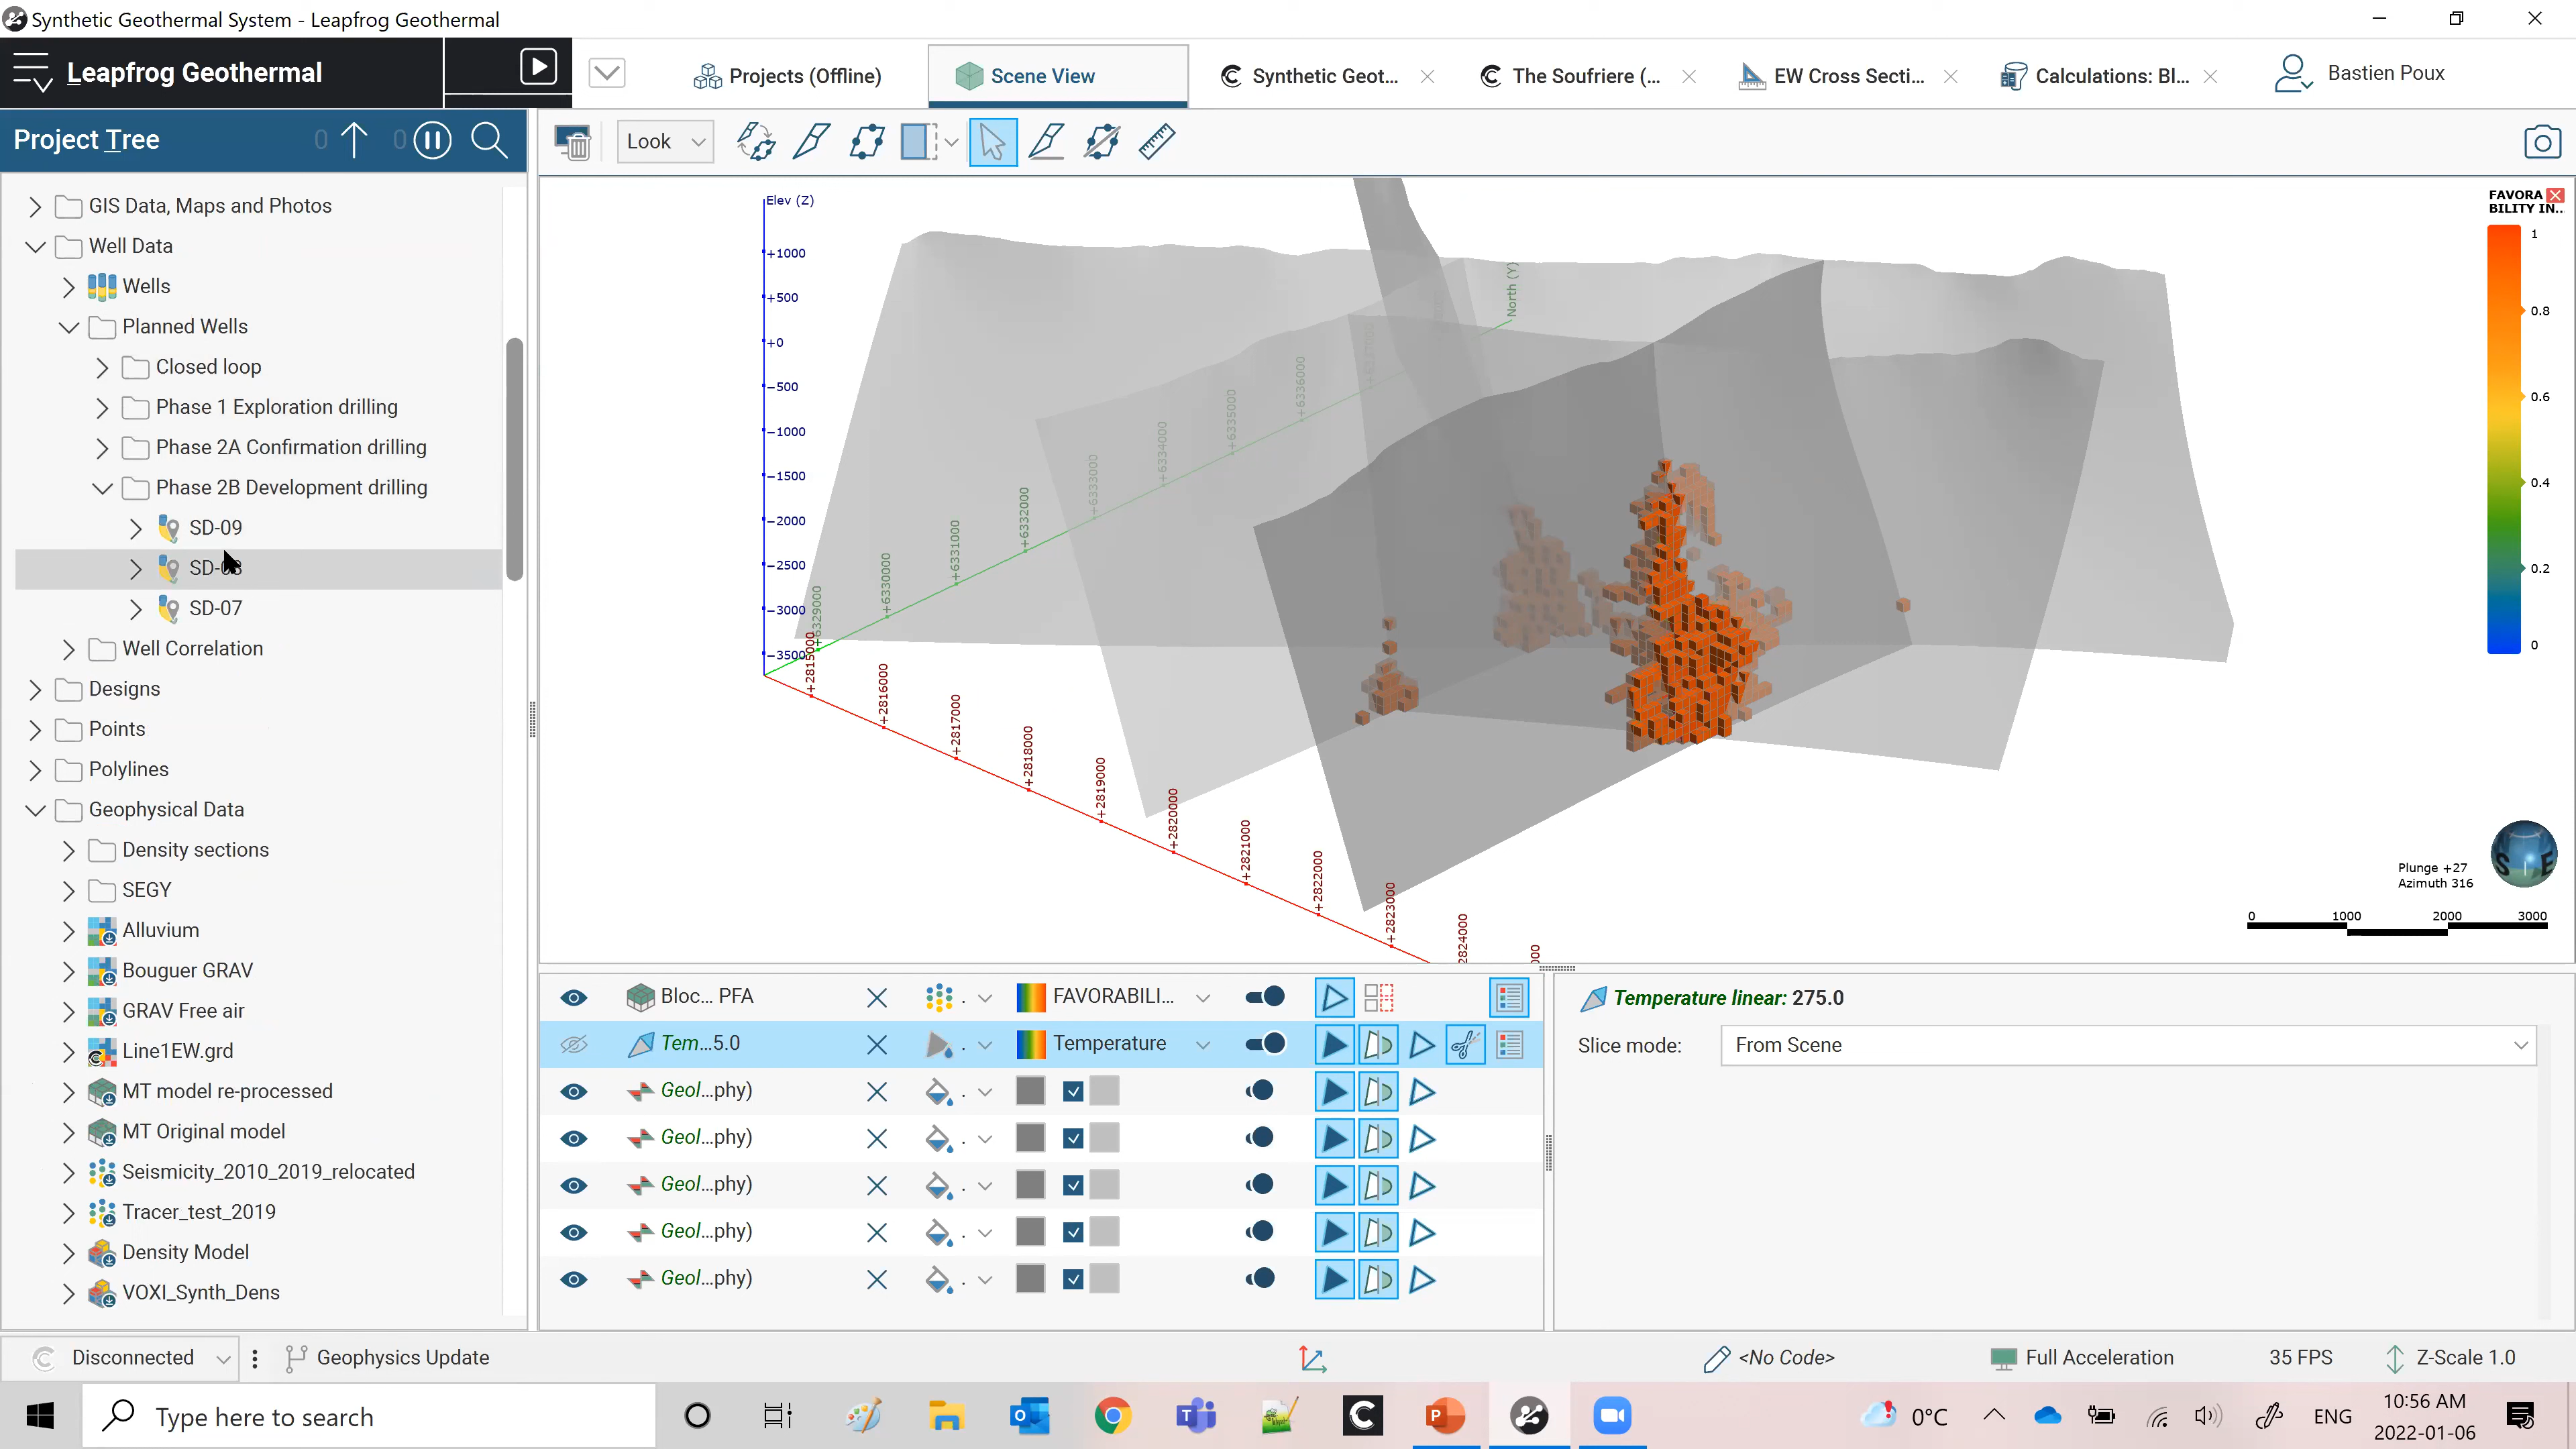 Synthetic Geothermal System - Leapfrog Geothermal
Leapfrog Geothermal
Projects (Offline)
Scene View
Synthetic Geot...
The Soufriere (...
EW Cross Secti...
Calculations: Bl...
Bastien Poux
Project Tree
0
0
Look
GIS Data, Maps and Photos
Well Data
Wells
Planned Wells
Closed loop
Phase 1 Exploration drilling
Phase 2A Confirmation drilling
Phase 2B Development drilling
SD-09
SD-08
SD-07
Well Correlation
Designs
Points
Polylines
Geophysical Data
Density sections
SEGY
Alluvium
Bouguer GRAV
GRAV Free air
Line1EW.grd
MT model re-processed
MT Original model
Seismicity_2010_2019_relocated
Tracer_test_2019
Density Model
VOXI_Synth_Dens
Elev (Z)
+1000
+500
+0
-500
-1000
-1500
-2000
-2500
-3000
-3500
North (Y)
+6336000
+6335000
+6334000
+6333000
+6332000
+6331000
+6330000
+6329000
+2815000
+2816000
+2817000
+2818000
+2819000
+2820000
+2821000
+2822000
+2823000
2824000
00
FAVORA
BILITY IN..
1
0.8
0.6
0.4
0.2
0
S E
Plunge +27
Azimuth 316
0 1000 2000 3000
Bloc... PFA
FAVORABILI...
Tem...5.0
Temperature
Geol...phy)
Geol...phy)
Geol...phy)
Geol...phy)
Geol...phy)
Temperature linear: 275.0
Slice mode:
From Scene
Disconnected
Geophysics Update
<No Code>
Full Acceleration
35 FPS
Z-Scale 1.0
Type here to search
0°C
ENG
10:56 AM
2022-01-06